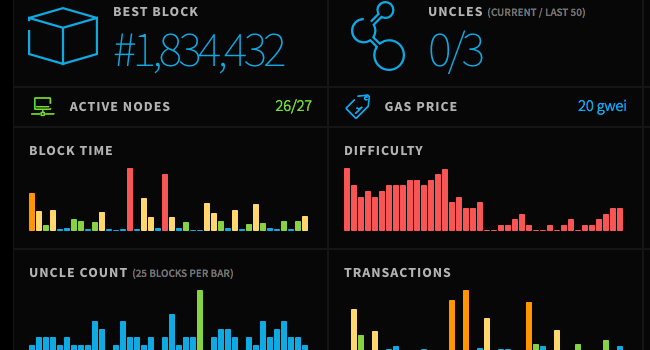 BEST BLOCK
#1,834,432
UNCLES (CURRENT / LAST 50)
0/3
ACTIVE NODES
26/27
GAS PRICE
20 gwei
BLOCK TIME
DIFFICULTY
UNCLE COUNT (25 BLOCKS PER BAR)
TRANSACTIONS